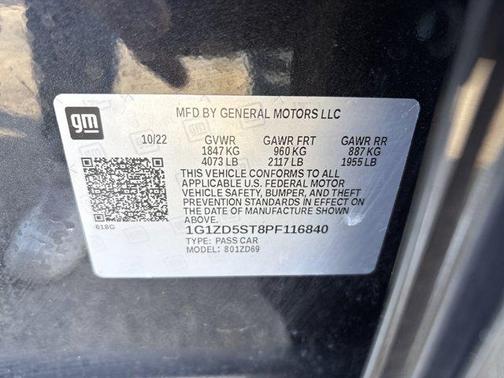 gm
MFD BY GENERAL MOTORS LLC
10/22 GVWR GAWR FRT GAWR RR
1847 KG 960 KG 887 KG
4073 LB 2117 LB 1955 LB
THIS VEHICLE CONFORMS TO ALL
APPLICABLE U.S. FEDERAL MOTOR
VEHICLE SAFETY, BUMPER, AND THEFT
PREVENTION STANDARDS IN EFFECT ON
THE DATE OF MANUFACTURE SHOWN
ABOVE.
618G
1G1ZD5ST8PF116840
TYPE: PASS CAR
MODEL: 801ZD69